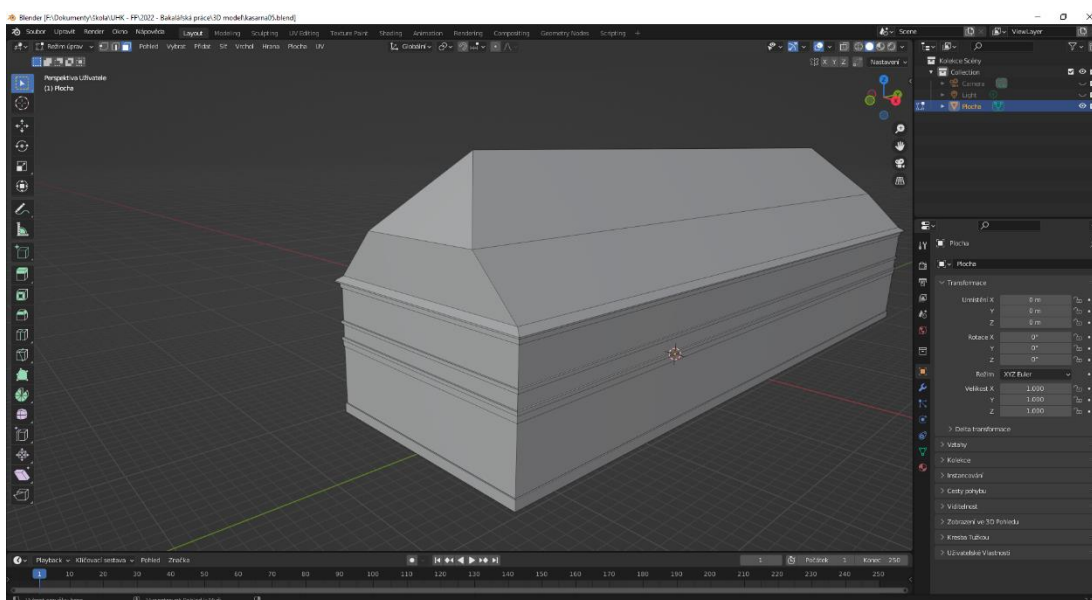 Blender [F:\Dokumenty\škola\UHK - FF\2022 - Bakalářská práce\3D model\kasarna05.blend]
Soubor Upravit Render Okno Nápověda Layout Modeling Sculpting UV Editing Texture Paint Shading Animation Rendering Compositing Geometry Nodes Scripting + Scene ViewLayer
Režim úprav Pohled Vybrat Přidat Síť Vrchol Hrana Plocha UV Globální
X Y Z Nastavení
Perspektiva Uživatele
(1) Plocha
Kolekce Scény
Collection
Camera
Light
Plocha
Plocha
Plocha
Transformace
Umístění X 0 m
Y 0 m
Z 0 m
Rotace X 0°
Y 0°
Z 0°
Režim XYZ Euler
Velikost X 1.000
Y 1.000
Z 1.000
Delta transformace
Vztahy
Kolekce
Instancování
Cesty pohybu
Viditelnost
Zobrazení ve 3D Pohledu
Kresba Tužkou
Uživatelské Vlastnosti
Playback Klíčovací sestava Pohled Značka 1 Počátek 1 Konec 250
1 10 20 30 40 50 60 70 80 90 100 110 120 130 140 150 160 170 180 190 200 210 220 230 240 250